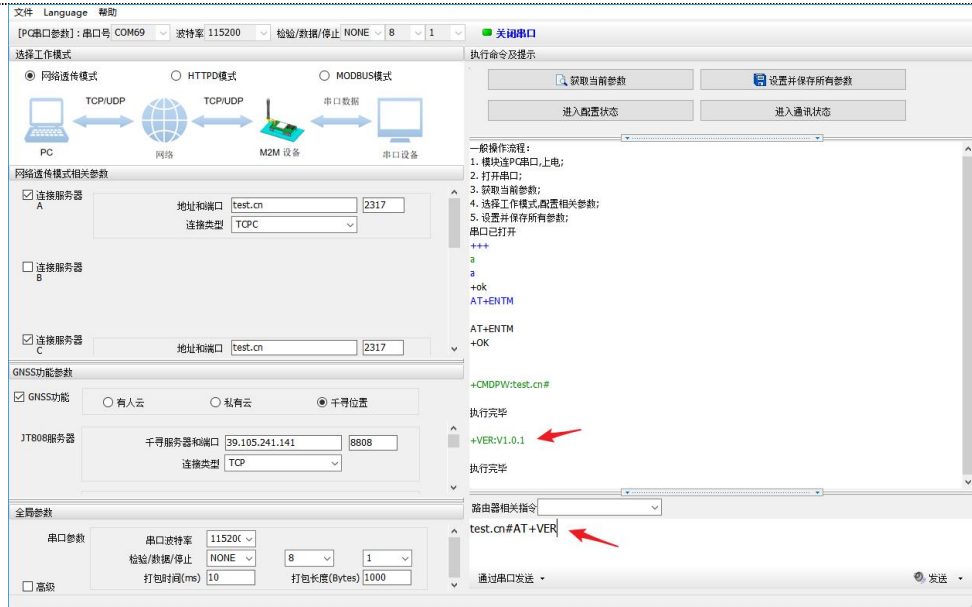 文件 Language 帮助
[PC串口参数]:串口号 COM69 波特率 115200 检验/数据/停止 NONE 8 1 关闭串口
选择工作模式
网络透传模式 HTTPD模式 MODBUS模式
TCP/UDP TCP/UDP 串口数据
PC 网络 M2M 设备 串口设备
网络透传模式相关参数
连接服务器
A
地址和端口 test.cn 2317
连接类型 TCPC
连接服务器
B
连接服务器
C
地址和端口 test.cn 2317
GNSS功能参数
GNSS功能 有人云 私有云 千寻位置
JT808服务器 千寻服务器和端口 39.105.241.141 8808
连接类型 TCP
全局参数
串口参数 串口波特率 11520(
检验/数据/停止 NONE 8 1
打包时间(ms) 10 打包长度(Bytes) 1000
高级
执行命令及提示
获取当前参数 设置并保存所有参数
进入配置状态 进入通讯状态
一般操作流程:
1. 模块连PC串口,上电;
2. 打开串口;
3. 获取当前参数;
4. 选择工作模式,配置相关参数;
5. 设置并保存所有参数;
串口已打开
+++
a
a
+ok
AT+ENTM
AT+ENTM
+OK
+CMDPW:test.cn#
执行完毕
+VER:V1.0.1
执行完毕
路由器相关指令
test.cn#AT+VER
通过串口发送 发送